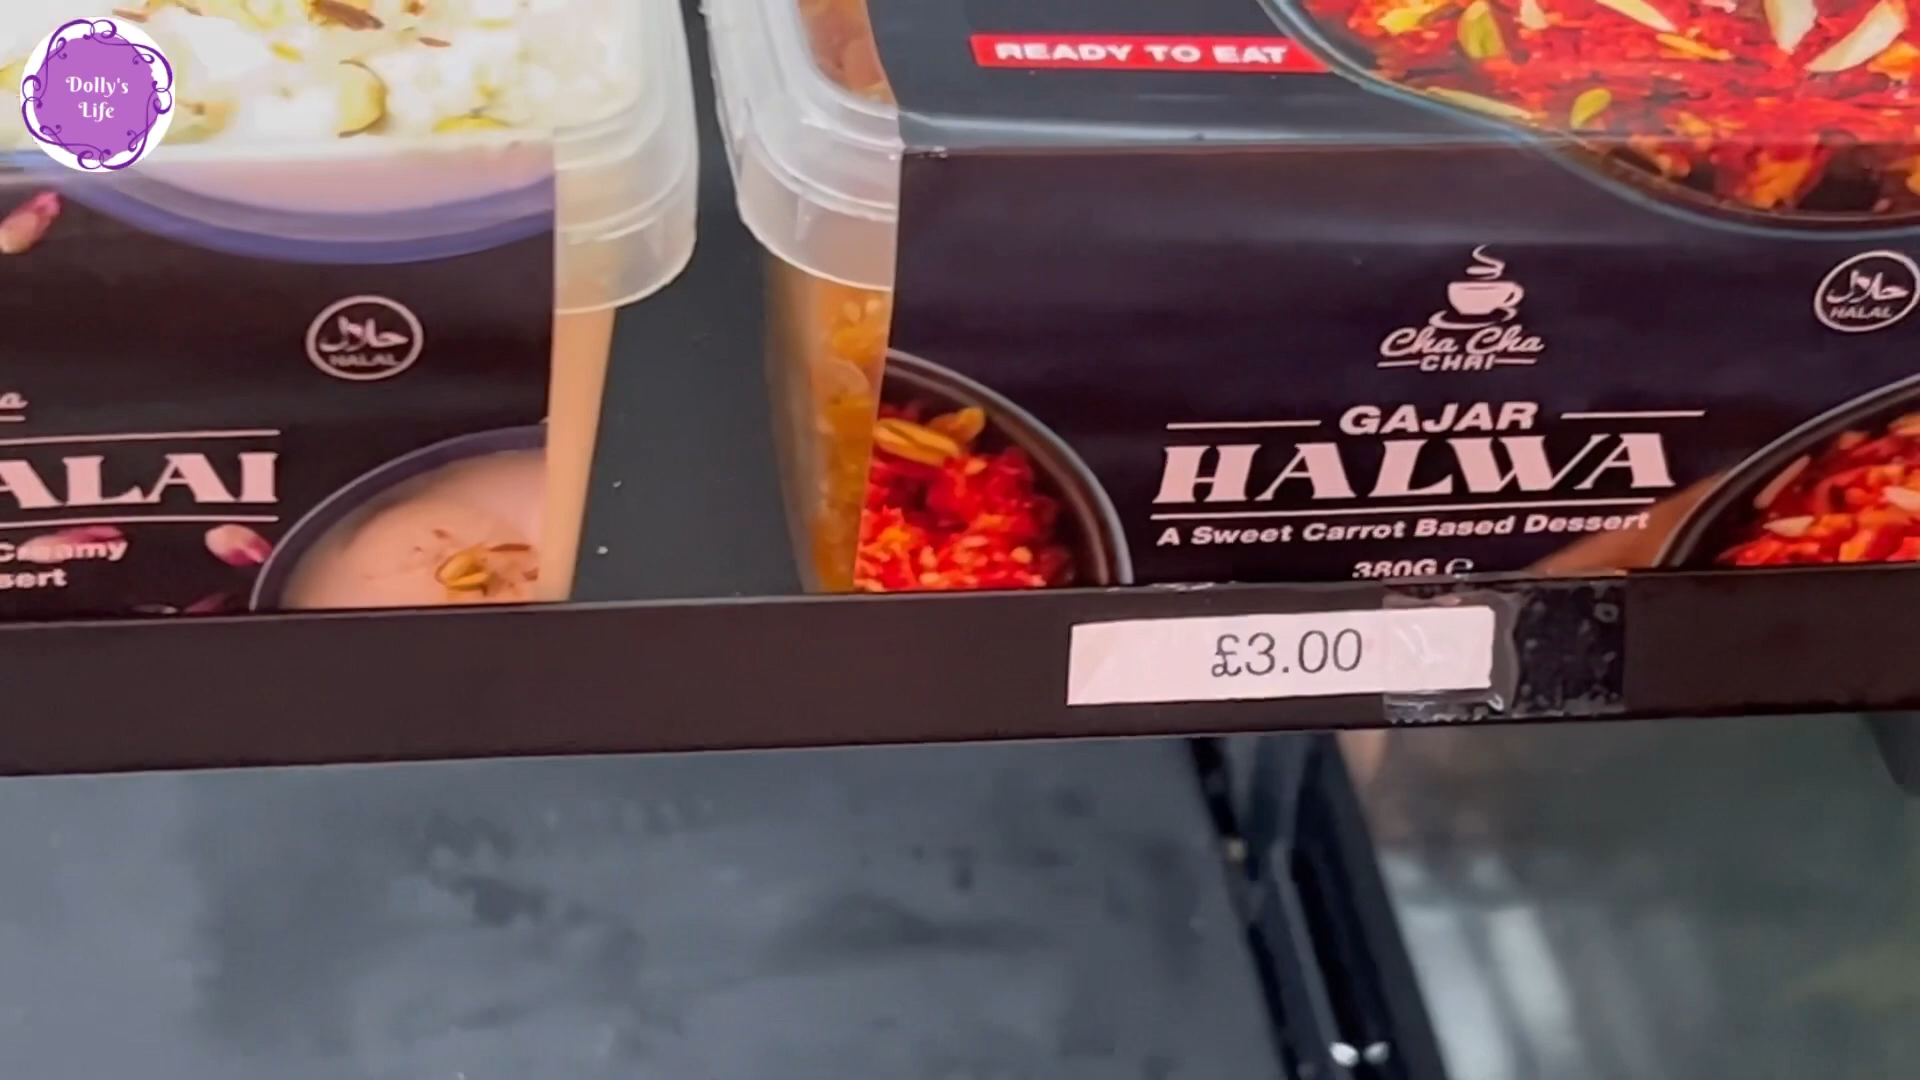 Dolly's
Life
READY TO EAT
حلال
HALAL
ALAI
Creamy
sert
Cha Cha
CHAI
حلال
HALAL
GAJAR
HALWA
A Sweet Carrot Based Dessert
380G e
£3.00